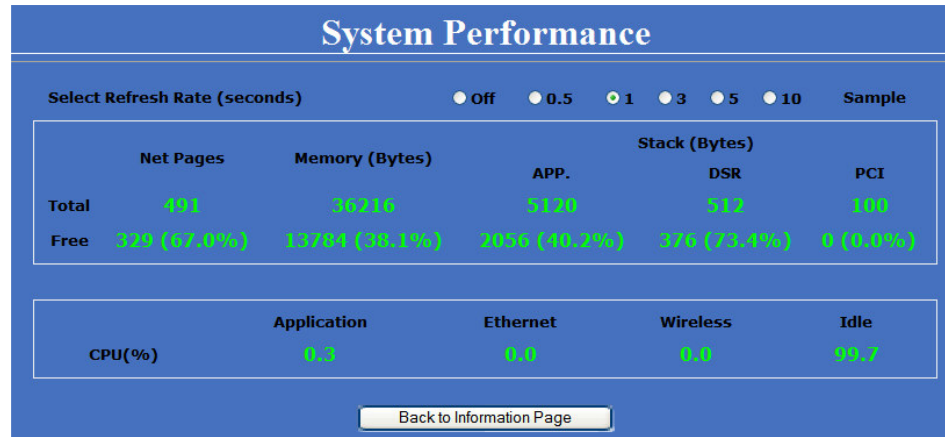 System Performance
Select Refresh Rate (seconds) Off 0.5 1 3 5 10 Sample
Stack (Bytes)
Net Pages Memory (Bytes) APP. DSR PCI
Total 491 36216 5120 512 100
Free 329 (67.0%) 13784 (38.1%) 2056 (40.2%) 376 (73.4%) 0 (0.0%)
Application Ethernet Wireless Idle
CPU(%) 0.3 0.0 0.0 99.7
Back to Information Page